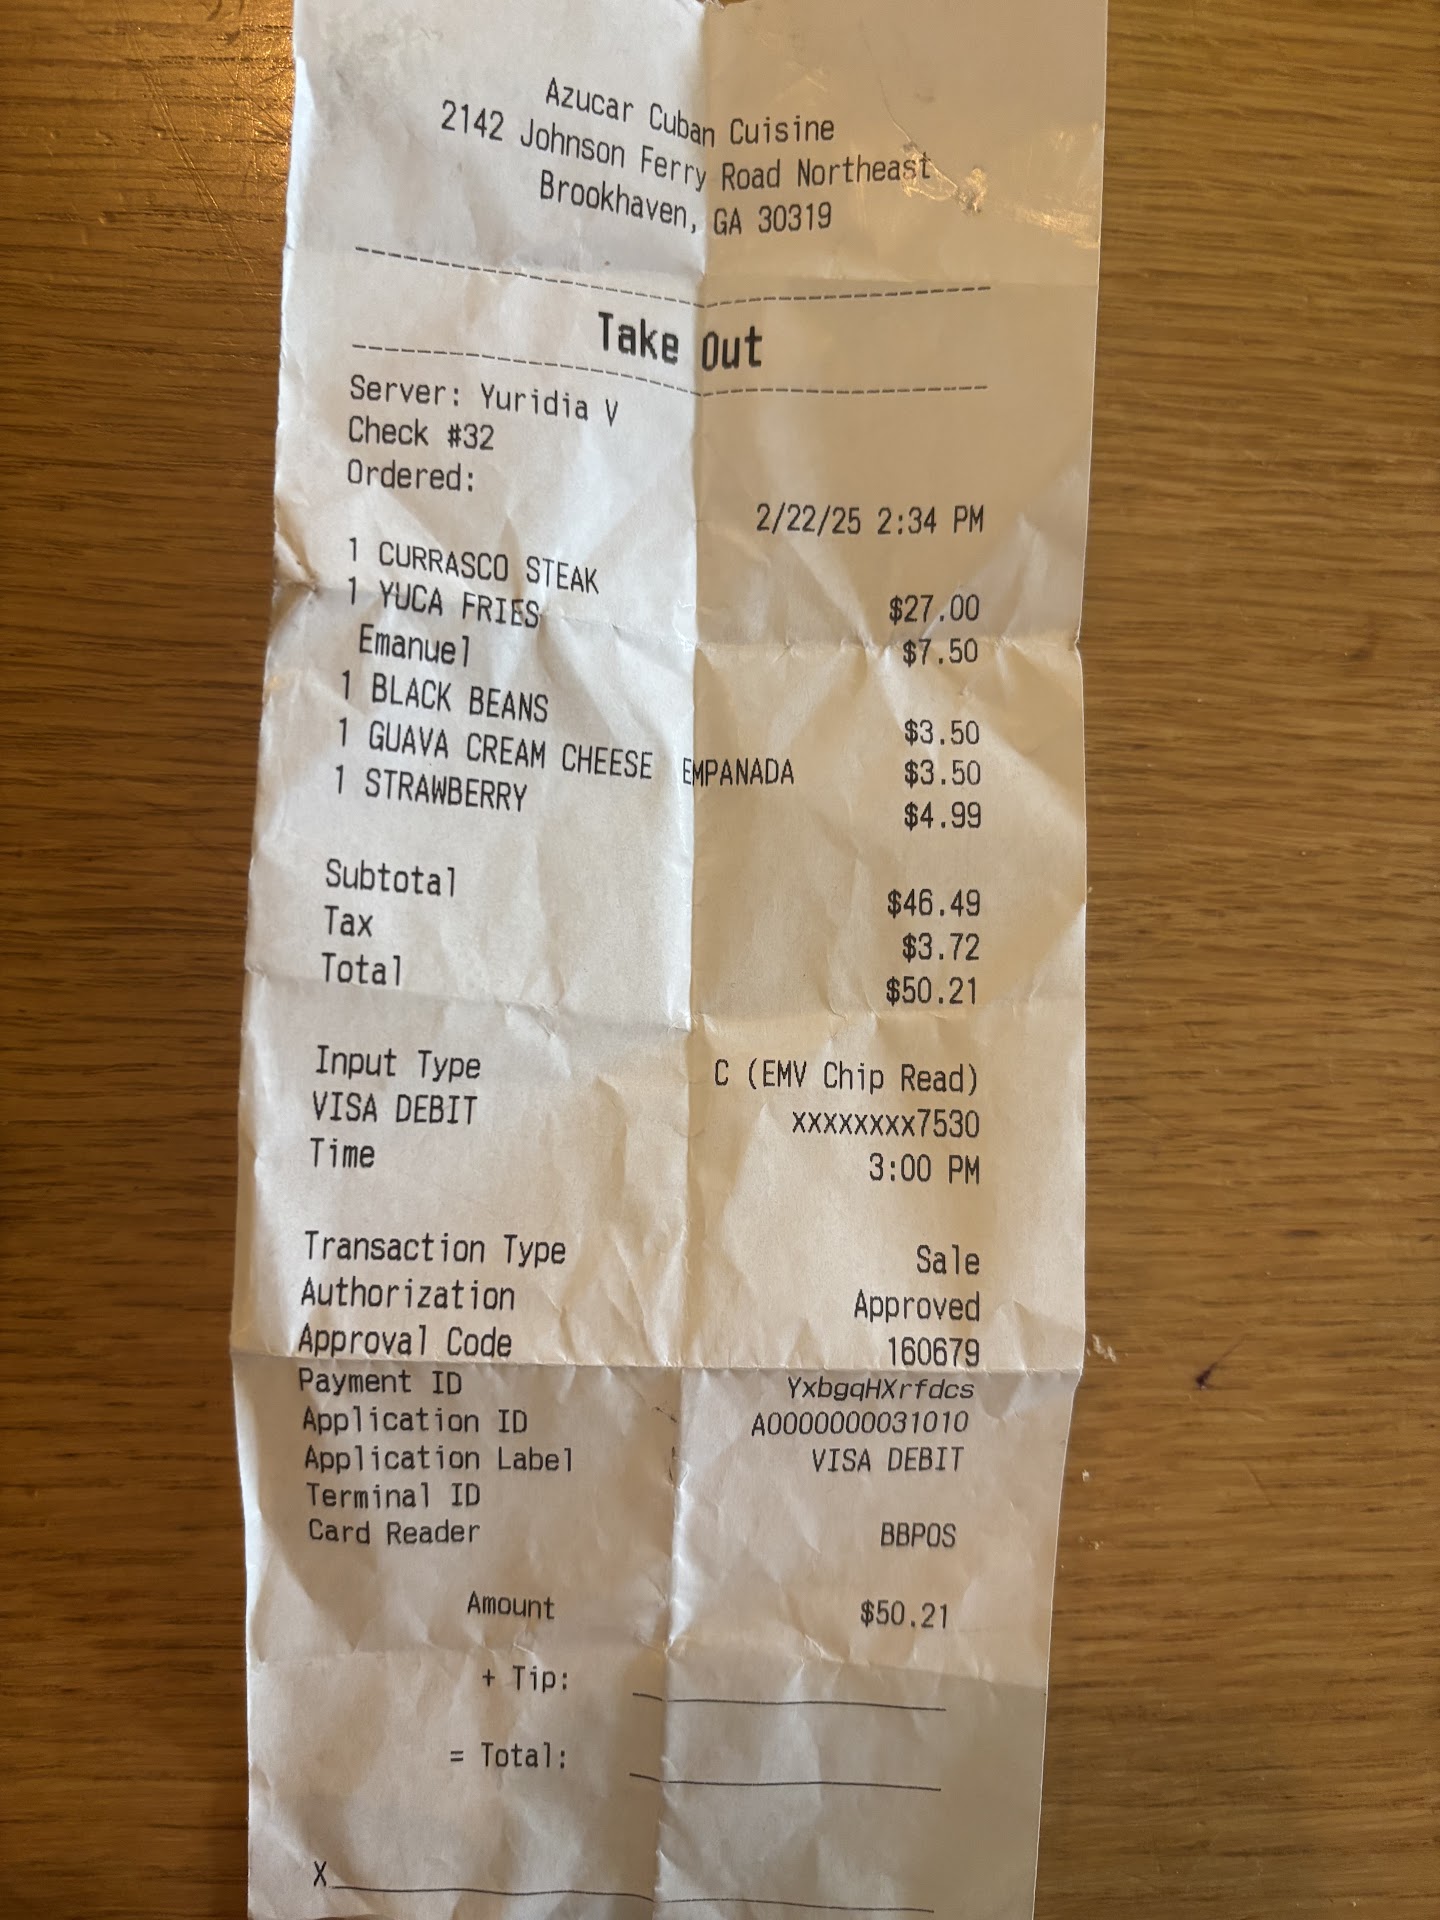 Azucar Cuban Cuisine
2142 Johnson Ferry Road Northeast
Brookhaven, GA 30319
Take Out
Server: Yuridia V
Check #32
Ordered: 2/22/25 2:34 PM
1 CURRASCO STEAK $27.00
1 YUCA FRIES $7.50
Emanuel
1 BLACK BEANS $3.50
1 GUAVA CREAM CHEESE EMPANADA $3.50
1 STRAWBERRY $4.99
Subtotal $46.49
Tax $3.72
Total $50.21
Input Type C (EMV Chip Read)
VISA DEBIT xxxxxxxx7530
Time 3:00 PM
Transaction Type Sale
Authorization Approved
Approval Code 160679
Payment ID YxbgqHXrfdcs
Application ID A0000000031010
Application Label VISA DEBIT
Terminal ID
Card Reader BBPOS
Amount $50.21
+ Tip:
= Total:
X